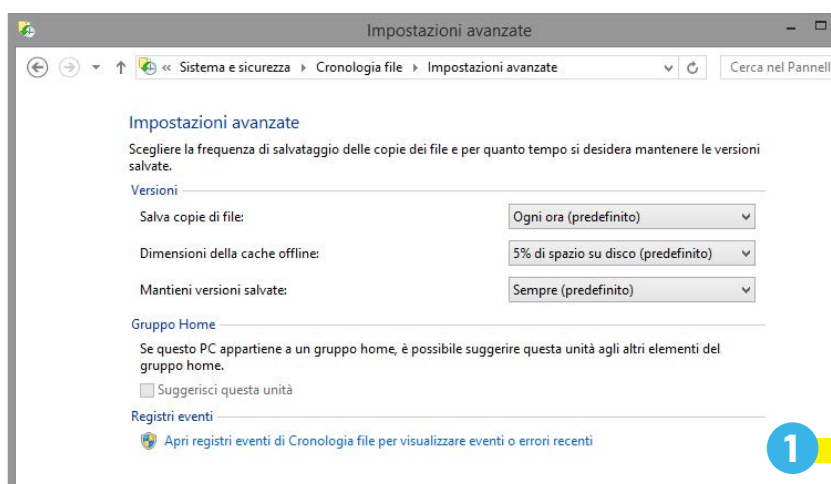 Impostazioni avanzate
« Sistema e sicurezza Cronologia file Impostazioni avanzate Cerca nel Pannell
Impostazioni avanzate
Scegliere la frequenza di salvataggio delle copie dei file e per quanto tempo si desidera mantenere le versioni
salvate.
Versioni
Salva copie di file: Ogni ora (predefinito)
Dimensioni della cache offline: 5% di spazio su disco (predefinito)
Mantieni versioni salvate: Sempre (predefinito)
Gruppo Home
Se questo PC appartiene a un gruppo home, è possibile suggerire questa unità agli altri elementi del
gruppo home.
Suggerisci questa unità
Registri eventi
Apri registri eventi di Cronologia file per visualizzare eventi o errori recenti
1